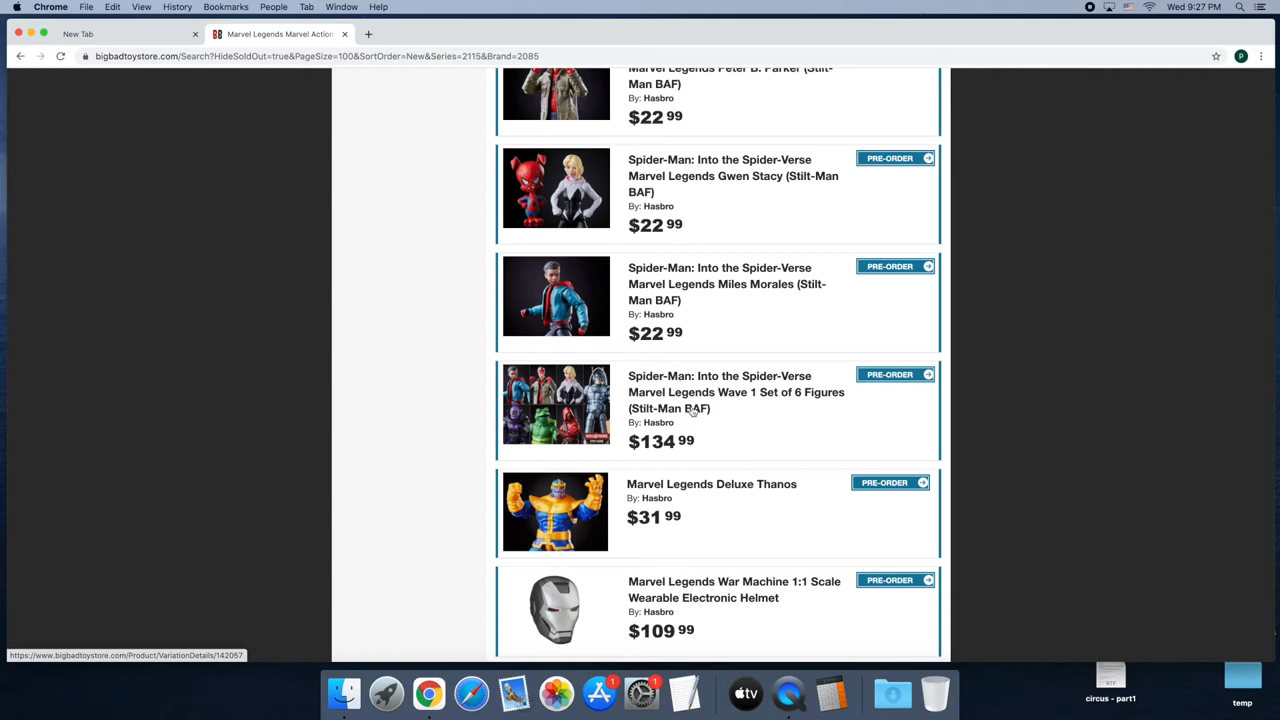 Chrome File Edit View History Bookmarks People Tab Window Help Wed 9:27 PM
New Tab
Marvel Legends Marvel Action
bigbadtoystore.com/Search?HideSoldOut=true&PageSize=100&SortOrder=New&Series=2115&Brand=2085
P
Marvel Legends Peter B. Parker (Stilt-
Man BAF)
By: Hasbro
$22 99
Spider-Man: Into the Spider-Verse
Marvel Legends Gwen Stacy (Stilt-Man
BAF)
By: Hasbro
$22 99
PRE-ORDER
Spider-Man: Into the Spider-Verse
Marvel Legends Miles Morales (Stilt-
Man BAF)
By: Hasbro
$22 99
PRE-ORDER
Spider-Man: Into the Spider-Verse
Marvel Legends Wave 1 Set of 6 Figures
(Stilt-Man BAF)
By: Hasbro
$134 99
PRE-ORDER
Marvel Legends Deluxe Thanos
By: Hasbro
$31 99
PRE-ORDER
Marvel Legends War Machine 1:1 Scale
Wearable Electronic Helmet
By: Hasbro
$109 99
PRE-ORDER
https://www.bigbadtoystore.com/Product/VariationDetails/142057
1
1
tv
circus - part1
temp